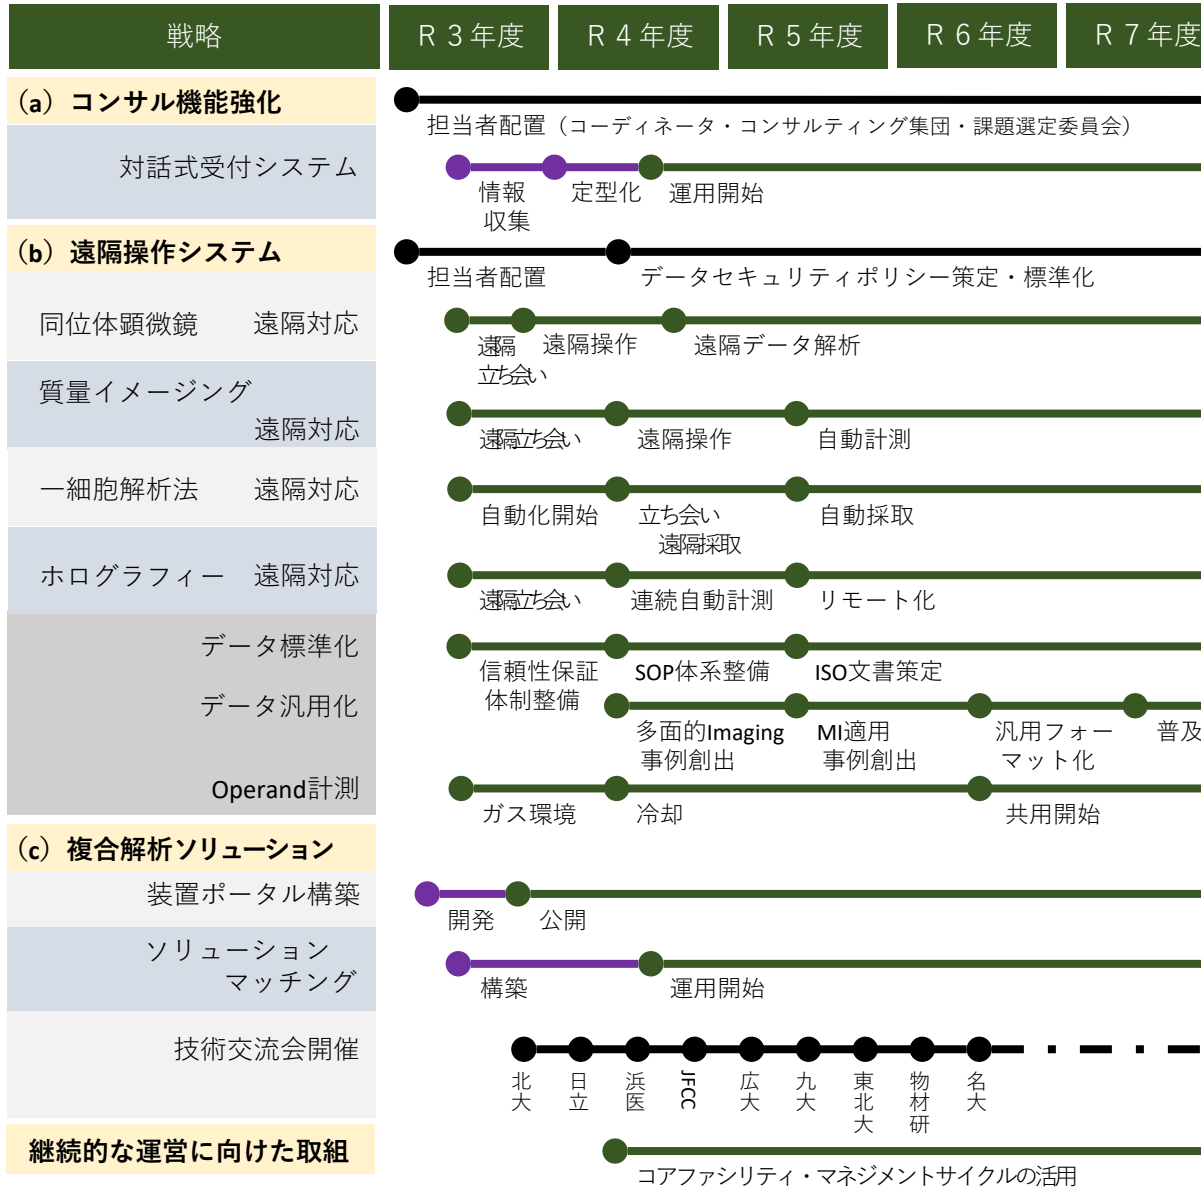 戦略
R３年度
R４年度
R５年度
R６年度
R７年度
（a）コンサル機能強化
担当者配置（コーディネータ・コンサルティング集団・課題選定委員会）
対話式受付システム
情報
収集
定型化
運用開始
（b）遠隔操作システム
担当者配置
データセキュリティポリシー策定・標準化
同位体顕微鏡　遠隔対応
遠隔
立ち会い
遠隔操作
遠隔データ解析
質量イメージング
遠隔対応
遠隔立ち会い
遠隔操作
自動計測
一細胞解析法　遠隔対応
自動化開始
立ち会い
遠隔採取
自動採取
ホログラフィー　遠隔対応
遠隔立ち会い
連続自動計測
リモート化
データ標準化
信頼性保証
体制整備
SOP体系整備
ISO文書策定
データ汎用化
多面的Imaging
事例創出
MI適用
事例創出
汎用フォー
マット化
普及
Operand計測
ガス環境
冷却
共用開始
（c）複合解析ソリューション
装置ポータル構築
開発
公開
ソリューション
マッチング
構築
運用開始
技術交流会開催
北大
日立
浜医
JFCC
広大
九大
東北大
物材研
名大
継続的な運営に向けた取組
コアファシリティ・マネジメントサイクルの活用